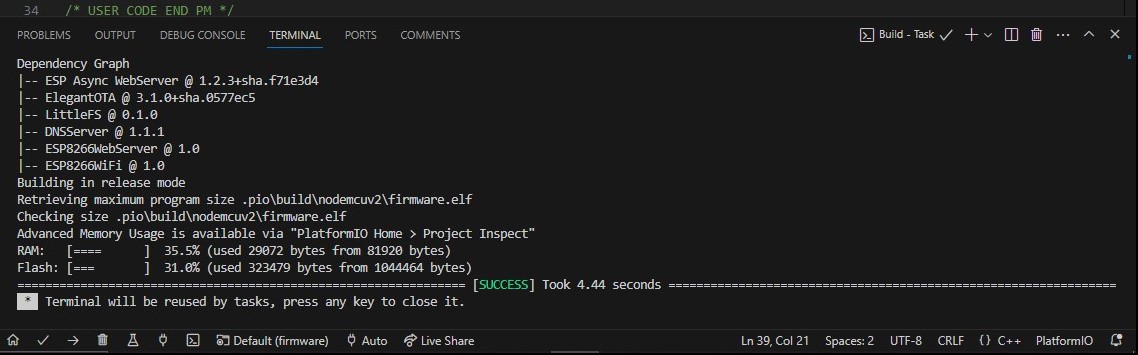 34 /* USER CODE END PM */
PROBLEMS OUTPUT DEBUG CONSOLE TERMINAL PORTS COMMENTS Build - Task
Dependency Graph
|-- ESP Async WebServer @ 1.2.3+sha.f71e3d4
|-- ElegantOTA @ 3.1.0+sha.0577ec5
|-- LittleFS @ 0.1.0
|-- DNSServer @ 1.1.1
|-- ESP8266WebServer @ 1.0
|-- ESP8266WiFi @ 1.0
Building in release mode
Retrieving maximum program size .pio\build\nodemcuv2\firmware.elf
Checking size .pio\build\nodemcuv2\firmware.elf
Advanced Memory Usage is available via "PlatformIO Home > Project Inspect"
RAM:   [====      ]  35.5% (used 29072 bytes from 81920 bytes)
Flash: [===       ]  31.0% (used 323479 bytes from 1044464 bytes)
================================================================ [SUCCESS] Took 4.44 seconds ================================================================
* Terminal will be reused by tasks, press any key to close it.
Default (firmware) Auto Live Share Ln 39, Col 21 Spaces: 2 UTF-8 CRLF {} C++ PlatformIO